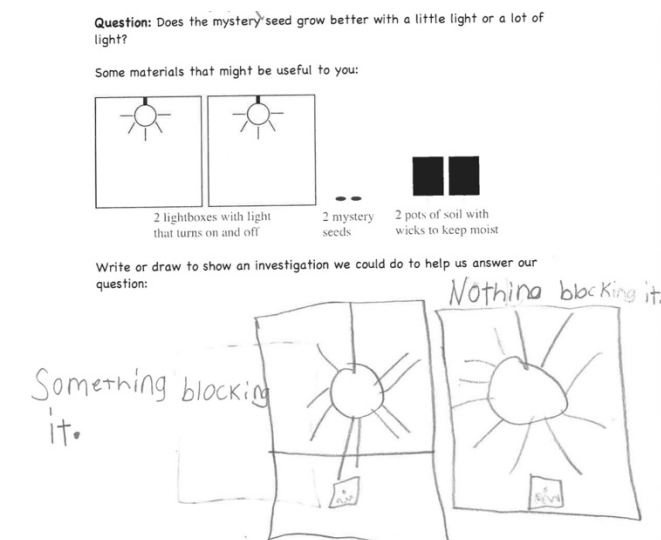 Question: Does the mystery seed grow better with a little light or a lot of
light?
Some materials that might be useful to you:
2 lightboxes with light
that turns on and off
2 mystery
seeds
2 pots of soil with
wicks to keep moist
Write or draw to show an investigation we could do to help us answer our
question:
Nothing blocking it.
Something blocking
it.